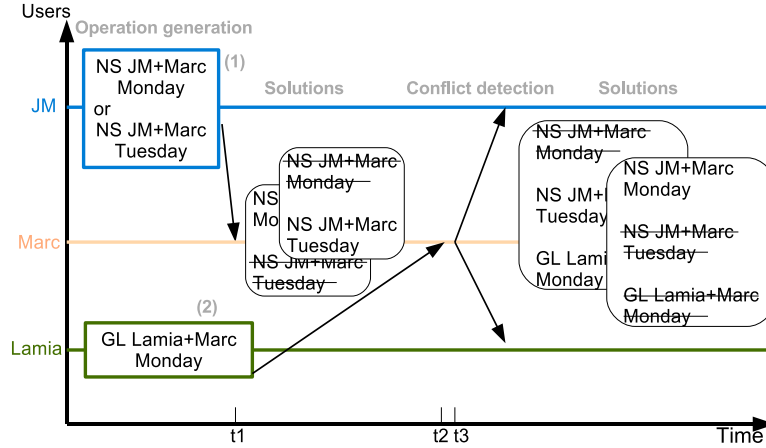 Users
Operation generation
(1)
NS JM+Marc
Monday
or
NS JM+Marc
Tuesday
JM
Solutions
Conflict detection
Solutions
NS
Mo
NS JM+Marc
Tuesday
NS JM+Marc
Monday
NS JM+Marc
Tuesday
NS JM+Marc
Monday
NS JM+
Tuesday
GL Lamia
Monday
NS JM+Marc
Monday
NS JM+Marc
Tuesday
GL Lamia+Marc
Monday
Marc
(2)
GL Lamia+Marc
Monday
Lamia
t1
t2
t3
Time